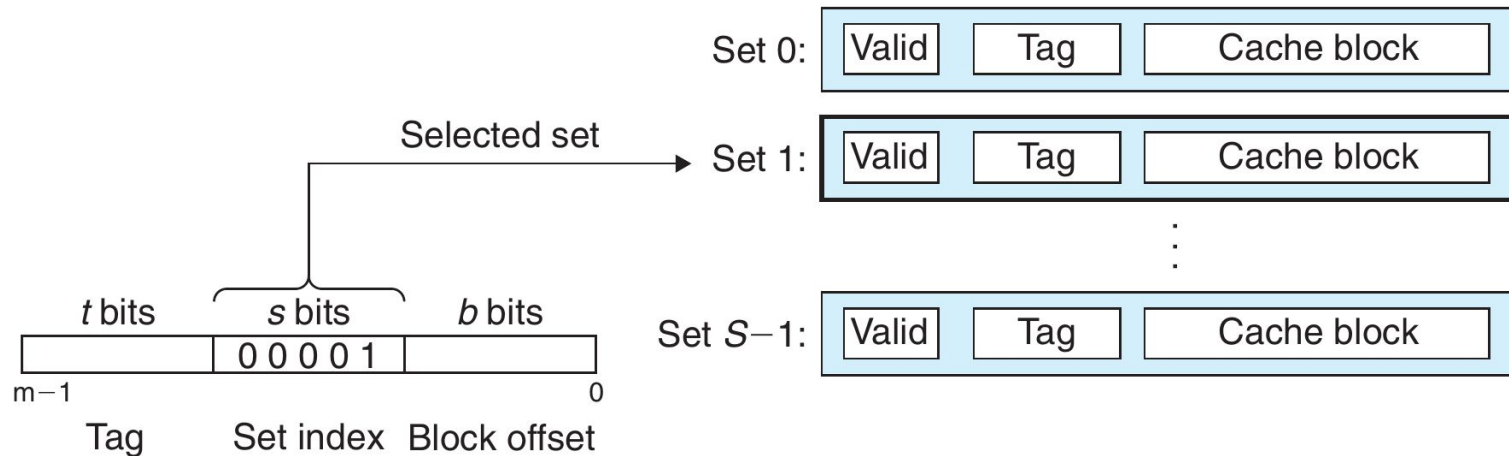 Set 0: Valid Tag Cache block
Selected set
Set 1: Valid Tag Cache block
⋮
t bits s bits b bits
Set S−1: Valid Tag Cache block
0 0 0 0 1
m−1 0
Tag Set index Block offset